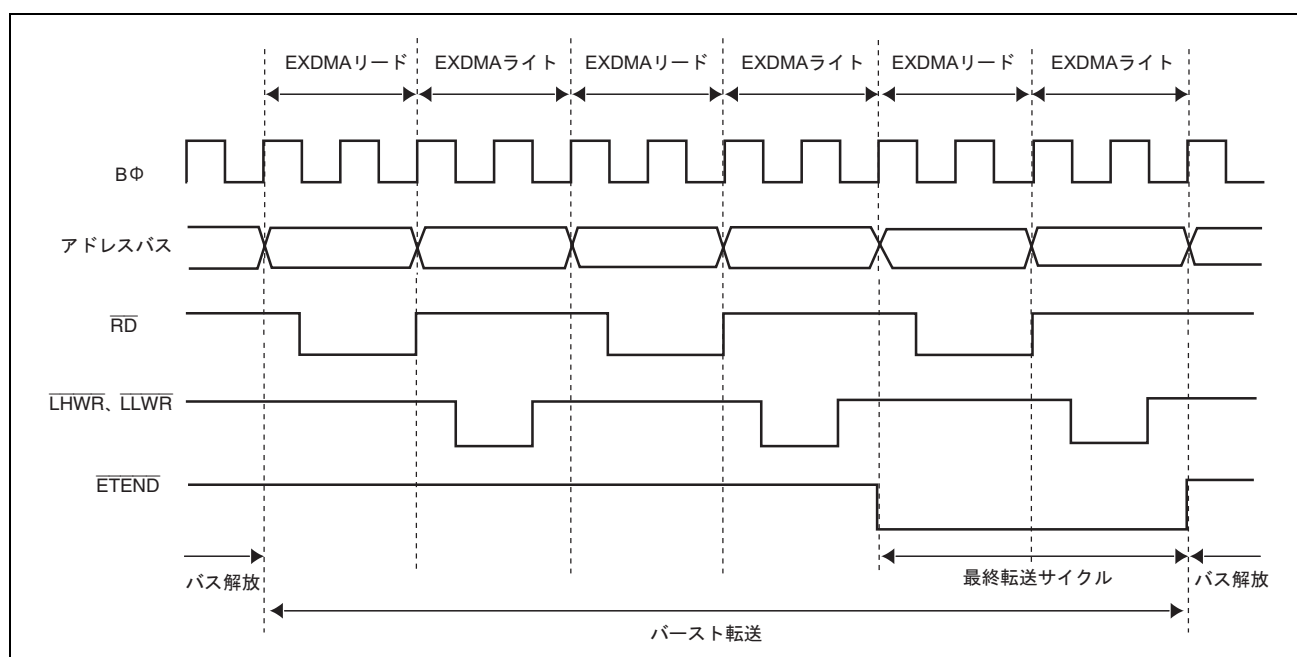 EXDMAリード EXDMAライト EXDMAリード EXDMAライト EXDMAリード EXDMAライト
BΦ
アドレスバス
RD
LHWR、LLWR
ETEND
バス解放 最終転送サイクル バス解放
バースト転送